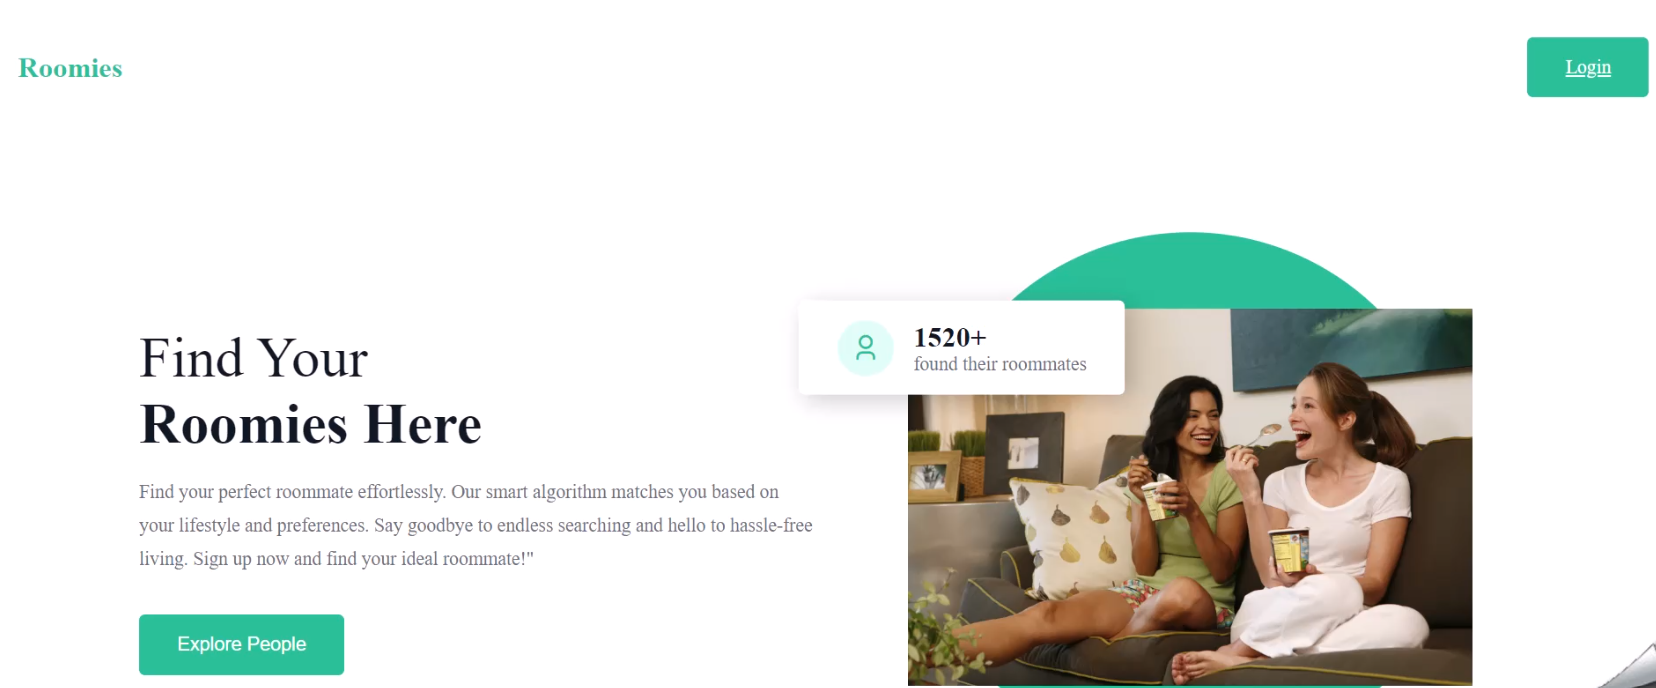 Roomies
Login
1520+
found their roommates
Find Your
Roomies Here
Find your perfect roommate effortlessly. Our smart algorithm matches you based on
your lifestyle and preferences. Say goodbye to endless searching and hello to hassle-free
living. Sign up now and find your ideal roommate!"
Explore People